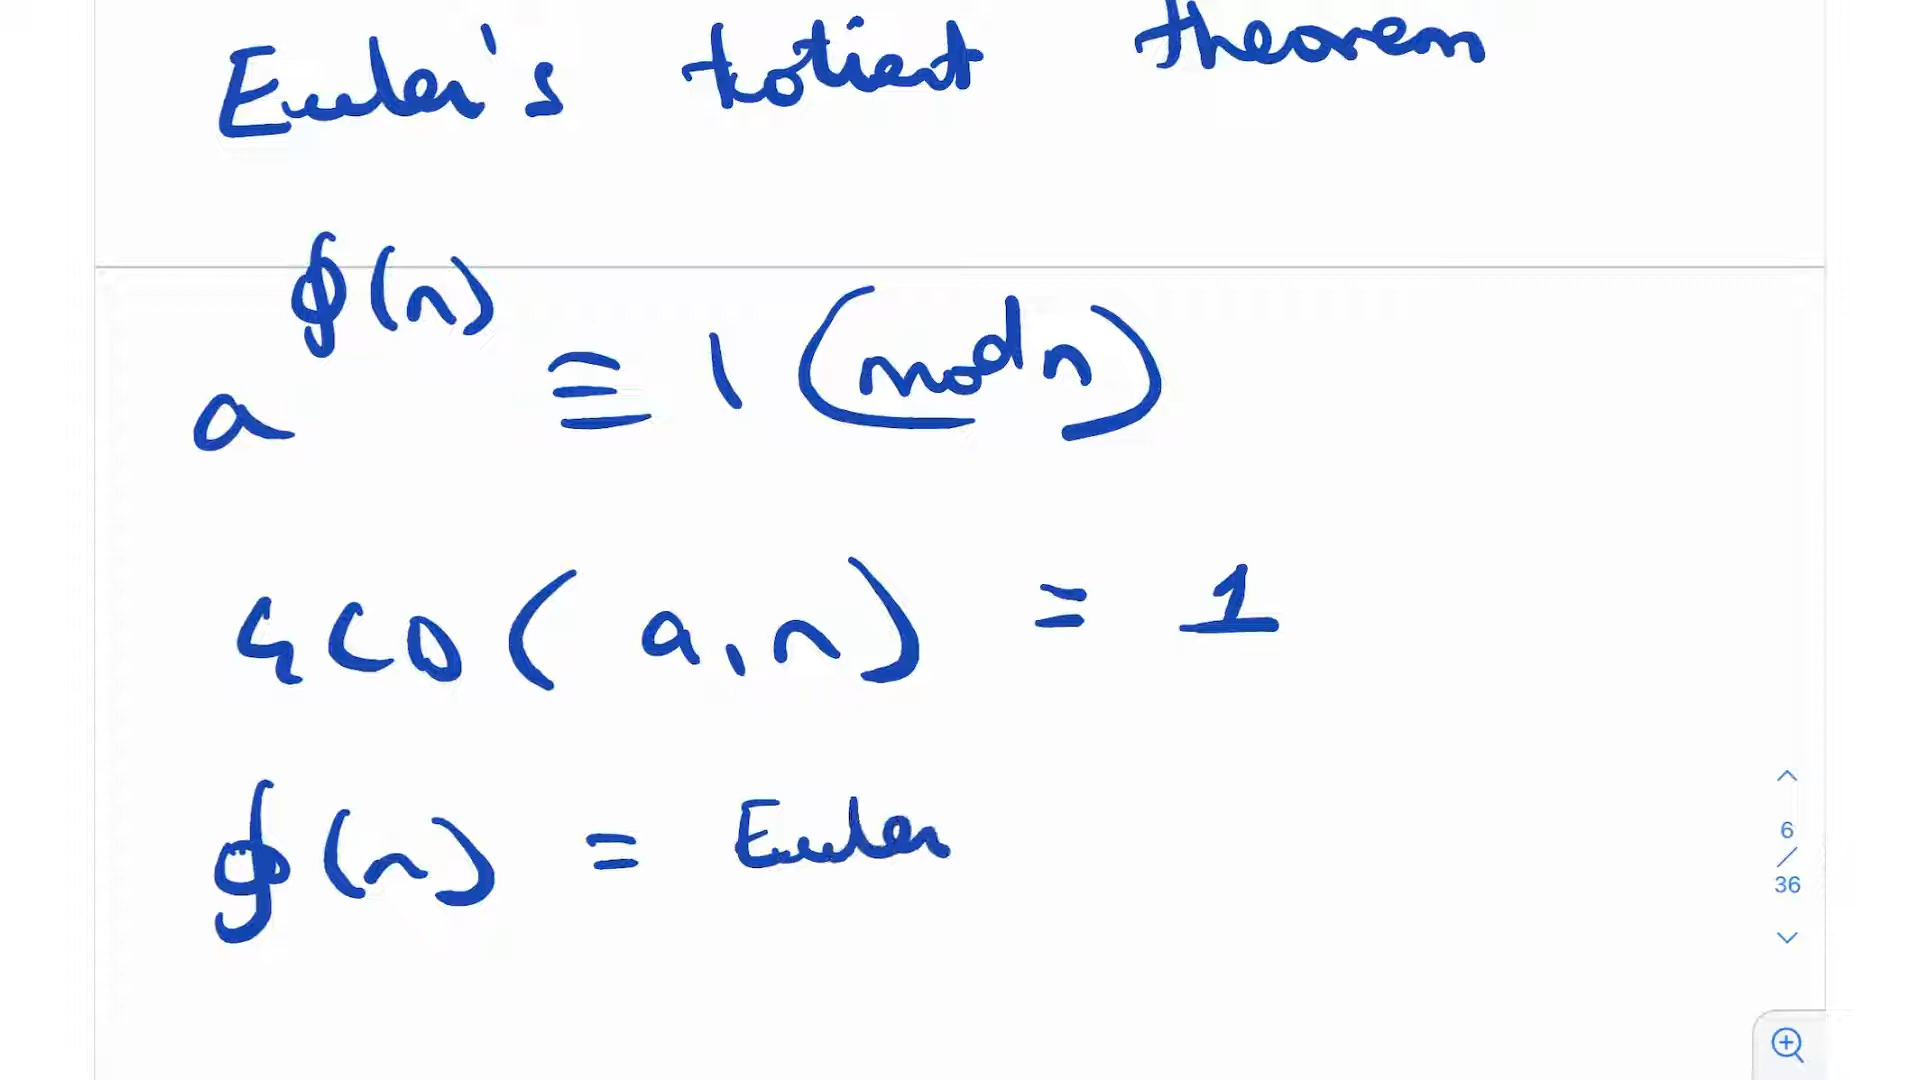 Euler's totient theorem
a^ϕ(n) ≡ 1 (mod n)
GCD (a, n) = 1
ϕ(n) = Euler
6
/
36